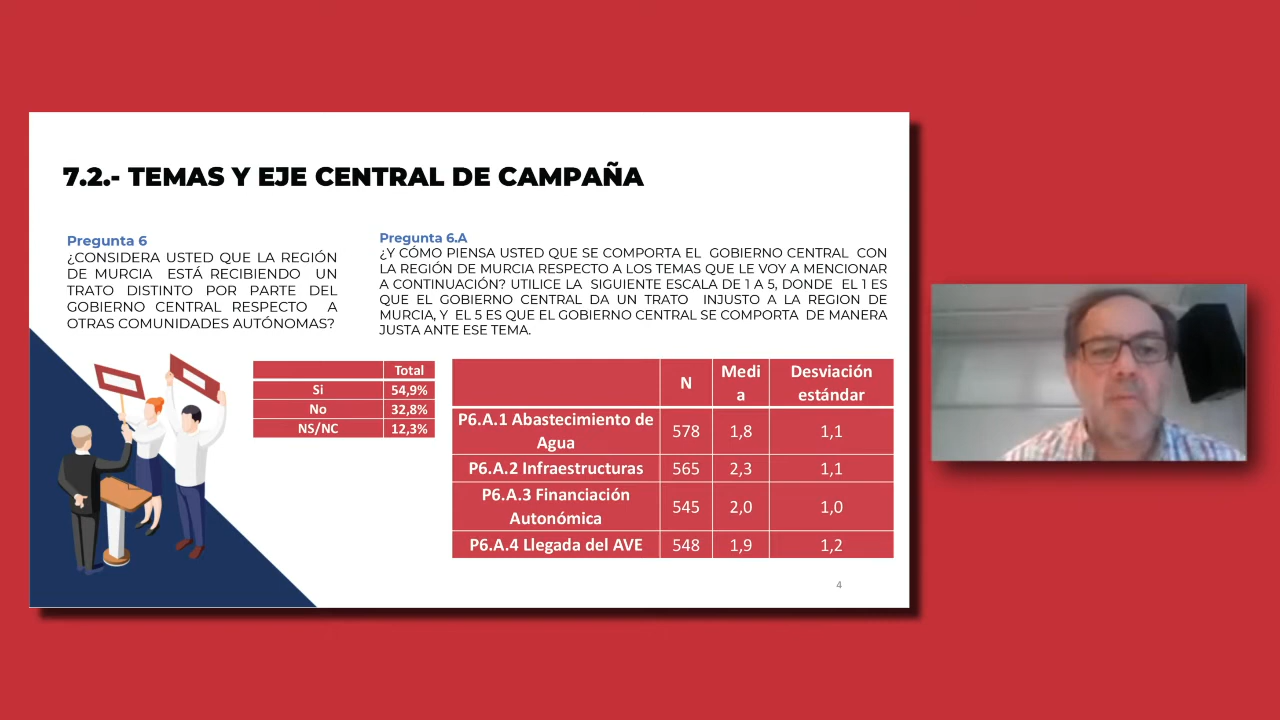 7.2.- TEMAS Y EJE CENTRAL DE CAMPAÑA
Pregunta 6
¿CONSIDERA USTED QUE LA REGIÓN
DE MURCIA ESTÁ RECIBIENDO UN
TRATO DISTINTO POR PARTE DEL
GOBIERNO CENTRAL RESPECTO A
OTRAS COMUNIDADES AUTÓNOMAS?
Pregunta 6.A
¿Y CÓMO PIENSA USTED QUE SE COMPORTA EL GOBIERNO CENTRAL CON
LA REGIÓN DE MURCIA RESPECTO A LOS TEMAS QUE LE VOY A MENCIONAR
A CONTINUACIÓN? UTILICE LA SIGUIENTE ESCALA DE 1 A 5, DONDE EL 1 ES
QUE EL GOBIERNO CENTRAL DA UN TRATO INJUSTO A LA REGION DE
MURCIA, Y EL 5 ES QUE EL GOBIERNO CENTRAL SE COMPORTA DE MANERA
JUSTA ANTE ESE TEMA.
Total
Si 54,9%
No 32,8%
NS/NC 12,3%
N Medi
a Desviación
estándar
P6.A.1 Abastecimiento de
Agua 578 1,8 1,1
P6.A.2 Infraestructuras 565 2,3 1,1
P6.A.3 Financiación
Autonómica 545 2,0 1,0
P6.A.4 Llegada del AVE 548 1,9 1,2
4